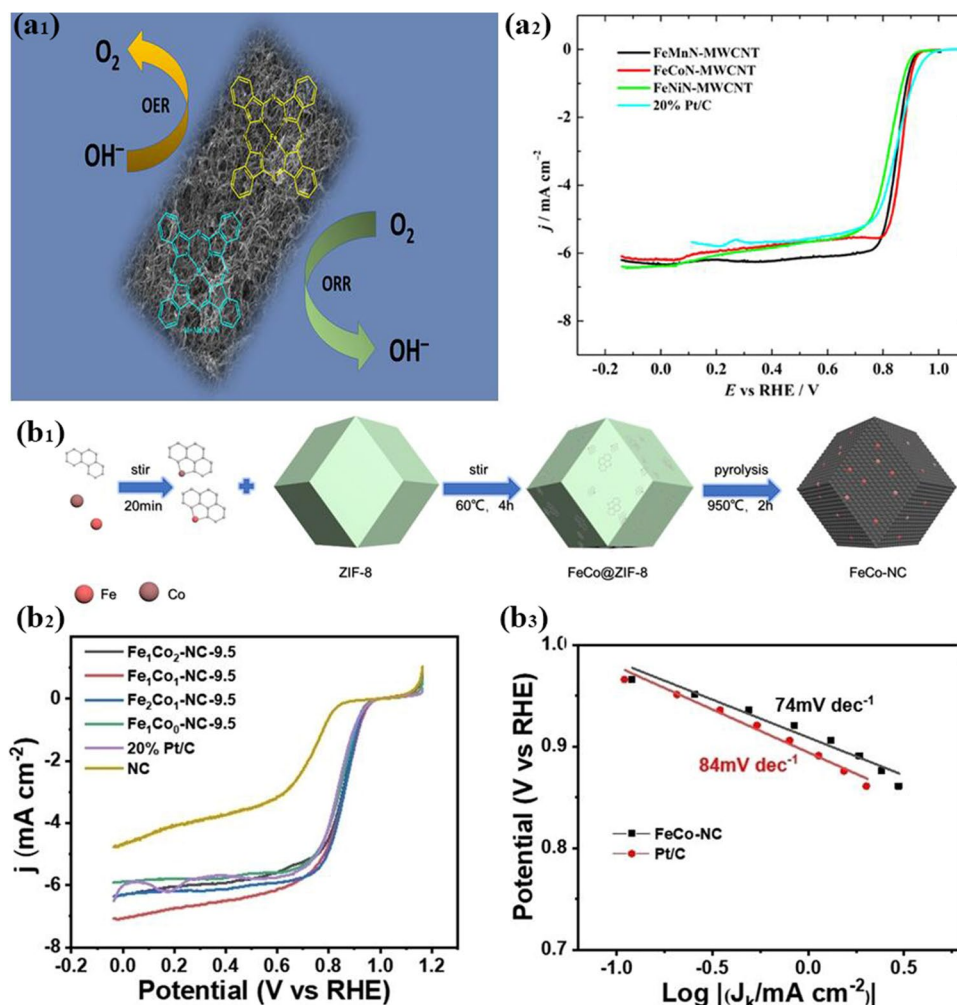 (a1)
O2
OER
OH−
O2
ORR
OH−
(a2)
FeMnN-MWCNT
FeCoN-MWCNT
FeNiN-MWCNT
20% Pt/C
j / mA cm−2
0
-2
-4
-6
-8
-0.2 0.0 0.2 0.4 0.6 0.8 1.0
E vs RHE / V
(b1)
stir
20min
Fe
Co
ZIF-8
stir
60℃, 4h
FeCo@ZIF-8
pyrolysis
950℃, 2h
FeCo-NC
(b2)
Fe1Co2-NC-9.5
Fe1Co1-NC-9.5
Fe2Co1-NC-9.5
Fe1Co0-NC-9.5
20% Pt/C
NC
j (mA cm-2)
0
-2
-4
-6
-8
-0.2 0.0 0.2 0.4 0.6 0.8 1.0 1.2
Potential (V vs RHE)
(b3)
Potential (V vs RHE)
1.0
0.9
0.8
0.7
74mV dec-1
84mV dec-1
FeCo-NC
Pt/C
-1.0 -0.5 0.0 0.5
Log |(Jk/mA cm-2)|